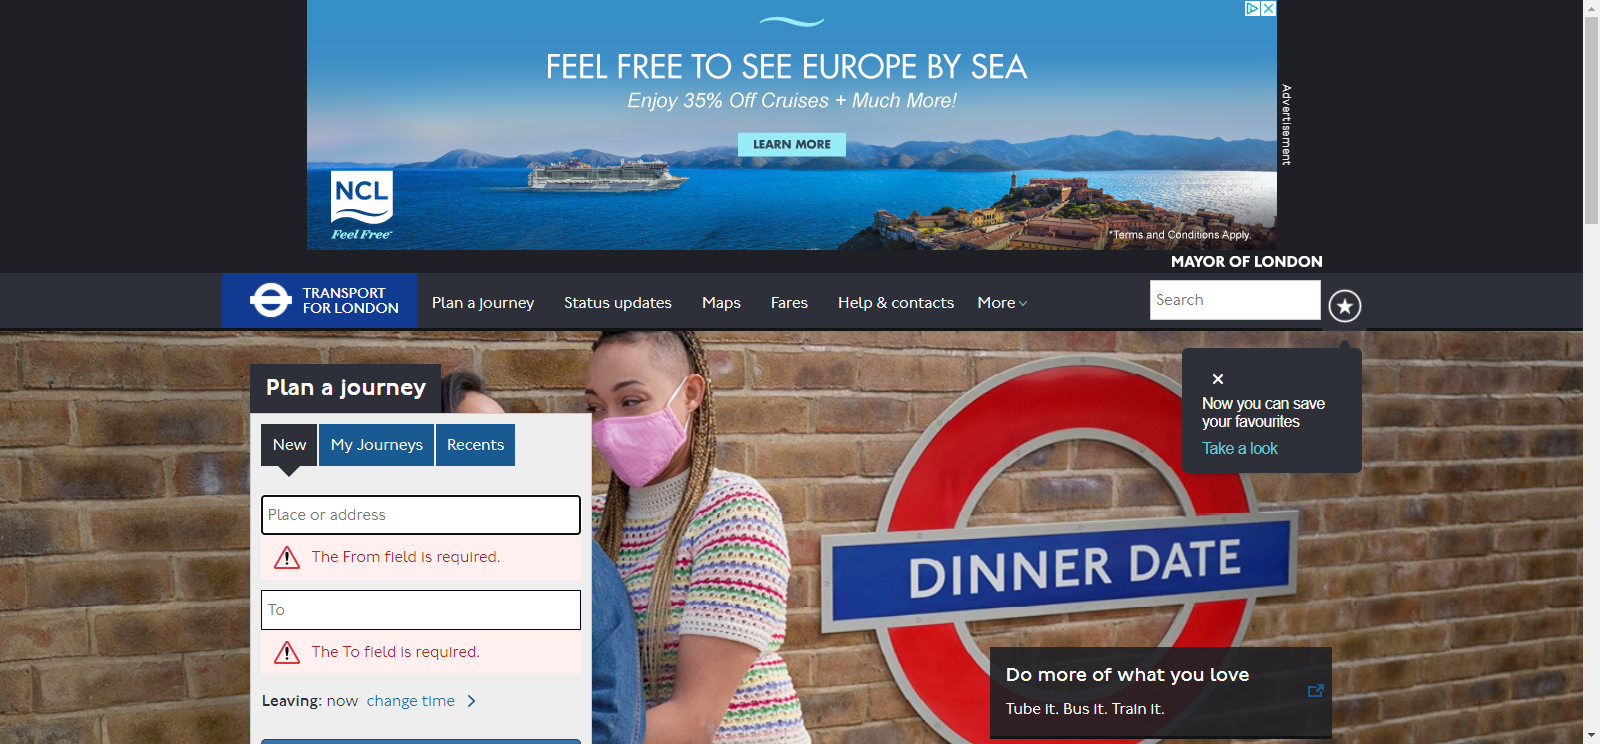 FEEL FREE TO SEE EUROPE BY SEA
Enjoy 35% Off Cruises + Much More!
LEARN MORE
NCL
Feel Free
*Terms and Conditions Apply.
Advertisement
MAYOR OF LONDON
TRANSPORT
FOR LONDON
Plan a journey
Status updates
Maps
Fares
Help & contacts
More
Search
Plan a journey
New
My Journeys
Recents
Place or address
The From field is required.
To
The To field is required.
Leaving: now change time
Now you can save
your favourites
Take a look
DINNER DATE
Do more of what you love
Tube it. Bus it. Train it.